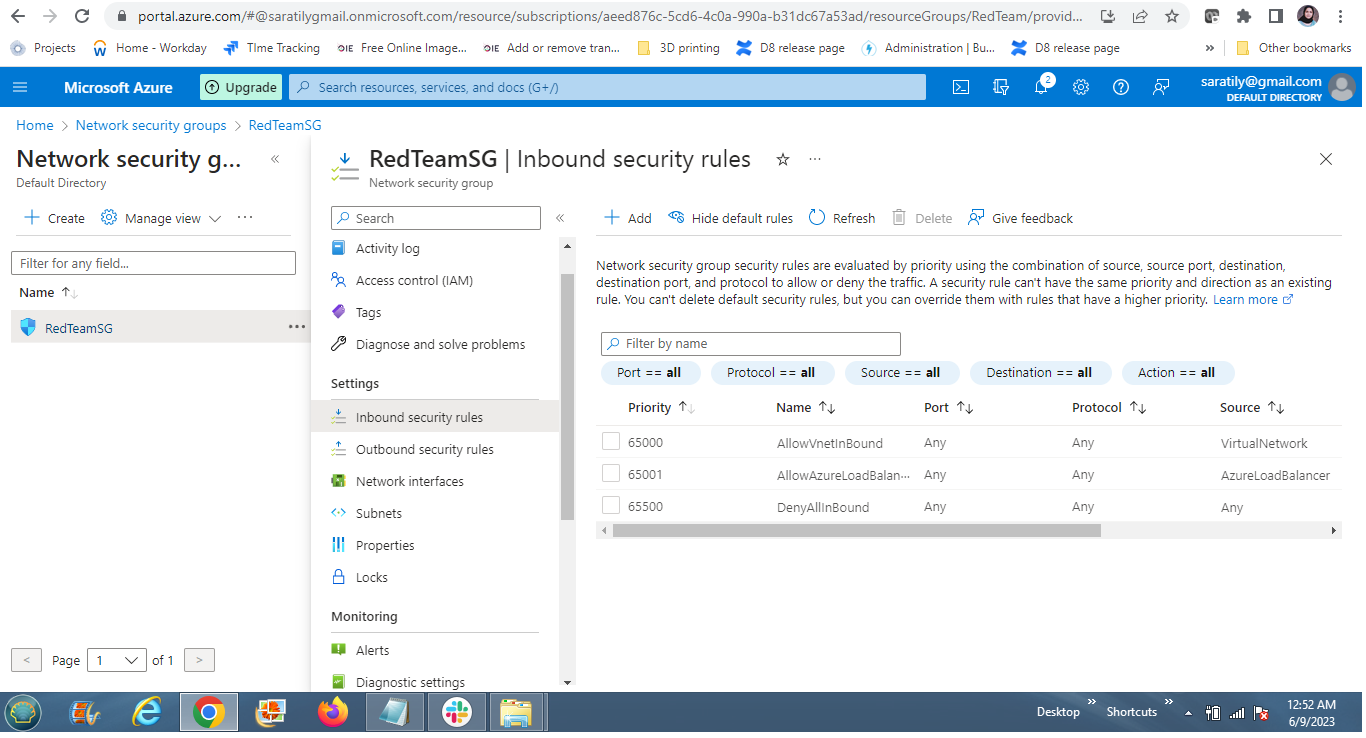 portal.azure.com/#@saratilygmail.onmicrosoft.com/resource/subscriptions/aeed876c-5cd6-4c0a-990a-b31dc67a53ad/resourceGroups/RedTeam/provid...
Projects
Home - Workday
TIme Tracking
OIE Free Online Image...
OIE Add or remove tran...
3D printing
D8 release page
Administration | Bu...
D8 release page
» Other bookmarks
Microsoft Azure
Upgrade
Search resources, services, and docs (G+/)
2
saratily@gmail.com
DEFAULT DIRECTORY
Home > Network security groups > RedTeamSG
Network security g... «
Default Directory
+ Create
Manage view
...
Filter for any field...
Name ↑↓
RedTeamSG ...
< Page 1 of 1 >
RedTeamSG | Inbound security rules ...
Network security group
Search «
Activity log
Access control (IAM)
Tags
Diagnose and solve problems
Settings
Inbound security rules
Outbound security rules
Network interfaces
Subnets
Properties
Locks
Monitoring
Alerts
Diagnostic settings
+ Add
Hide default rules
Refresh
Delete
Give feedback
Network security group security rules are evaluated by priority using the combination of source, source port, destination,
destination port, and protocol to allow or deny the traffic. A security rule can't have the same priority and direction as an existing
rule. You can't delete default security rules, but you can override them with rules that have a higher priority. Learn more
Filter by name
Port == all
Protocol == all
Source == all
Destination == all
Action == all
Priority ↑↓ Name ↑↓ Port ↑↓ Protocol ↑↓ Source ↑↓
65000 AllowVnetInBound Any Any VirtualNetwork
65001 AllowAzureLoadBalan... Any Any AzureLoadBalancer
65500 DenyAllInBound Any Any Any
Desktop » Shortcuts »
12:52 AM
6/9/2023